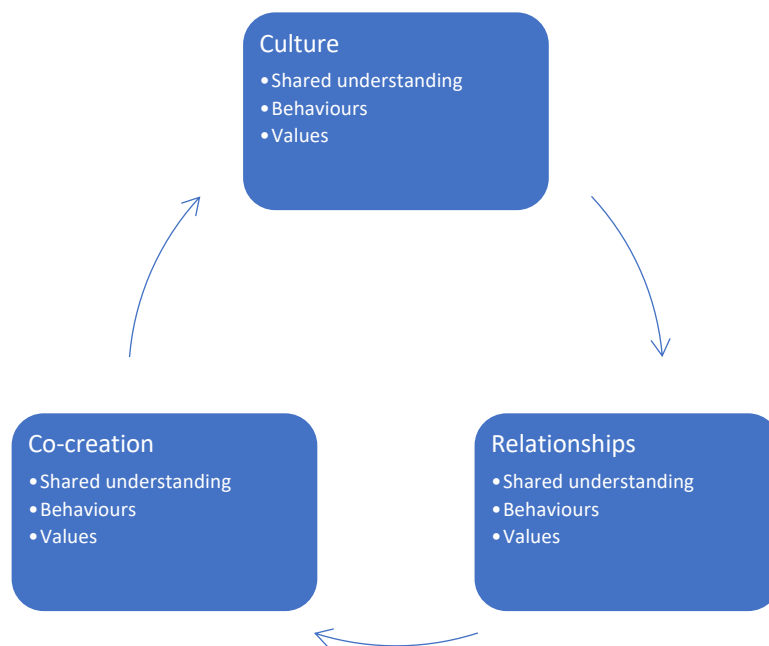 Culture
•Shared understanding
•Behaviours
•Values
Relationships
•Shared understanding
•Behaviours
•Values
Co-creation
•Shared understanding
•Behaviours
•Values